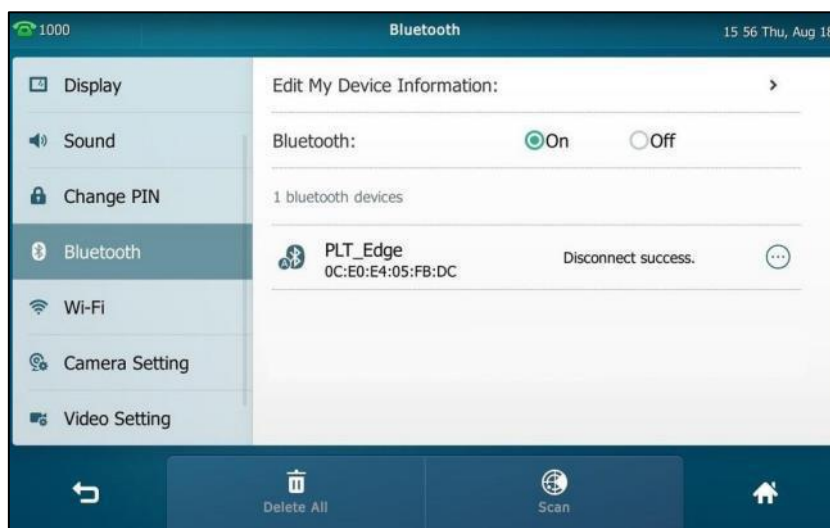 1000
Bluetooth
15 56 Thu, Aug 18
Display
Sound
Change PIN
Bluetooth
Wi-Fi
Camera Setting
Video Setting
Edit My Device Information:
Bluetooth: On Off
1 bluetooth devices
PLT_Edge
0C:E0:E4:05:FB:DC
Disconnect success.
Delete All
Scan